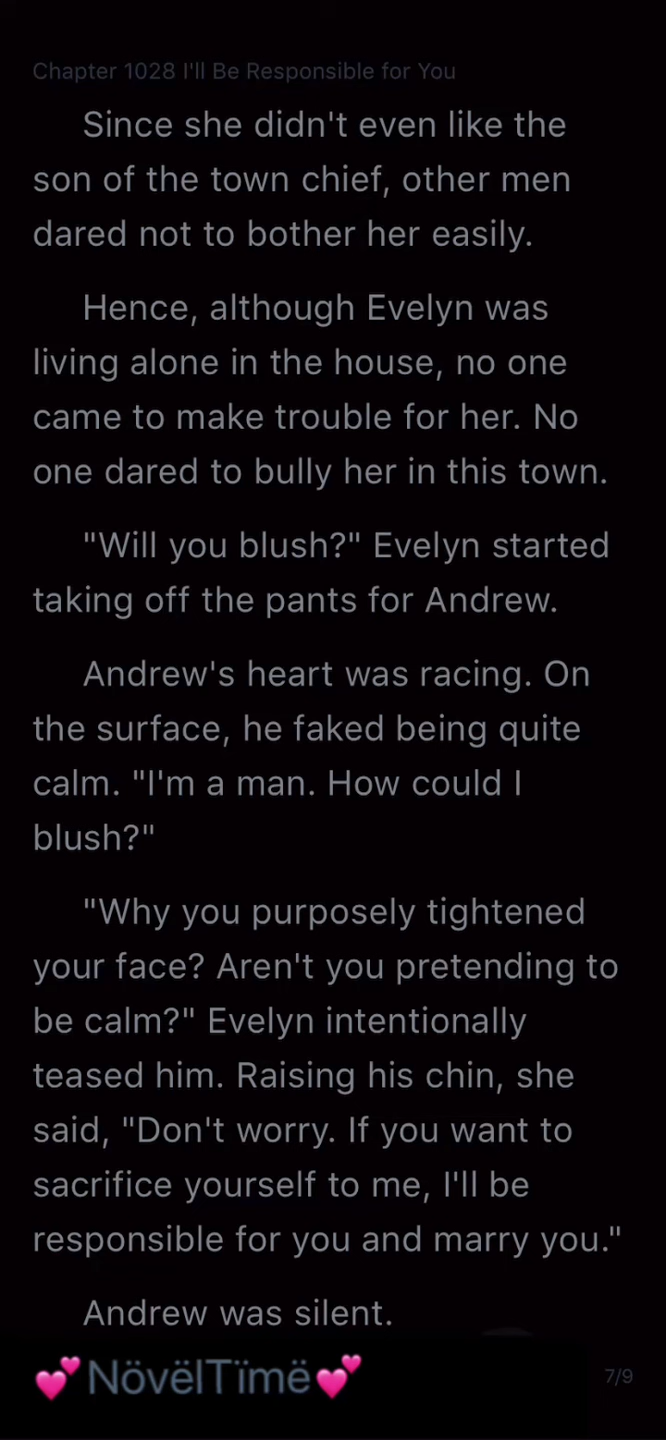 Chapter 1028 I'll Be Responsible for You
Since she didn't even like the
son of the town chief, other men
dared not to bother her easily.
Hence, although Evelyn was
living alone in the house, no one
came to make trouble for her. No
one dared to bully her in this town.
"Will you blush?" Evelyn started
taking off the pants for Andrew.
Andrew's heart was racing. On
the surface, he faked being quite
calm. "I'm a man. How could I
blush?"
"Why you purposely tightened
your face? Aren't you pretending to
be calm?" Evelyn intentionally
teased him. Raising his chin, she
said, "Don't worry. If you want to
sacrifice yourself to me, I'll be
responsible for you and marry you."
Andrew was silent.
💕NövëlTïmë💕
7/9